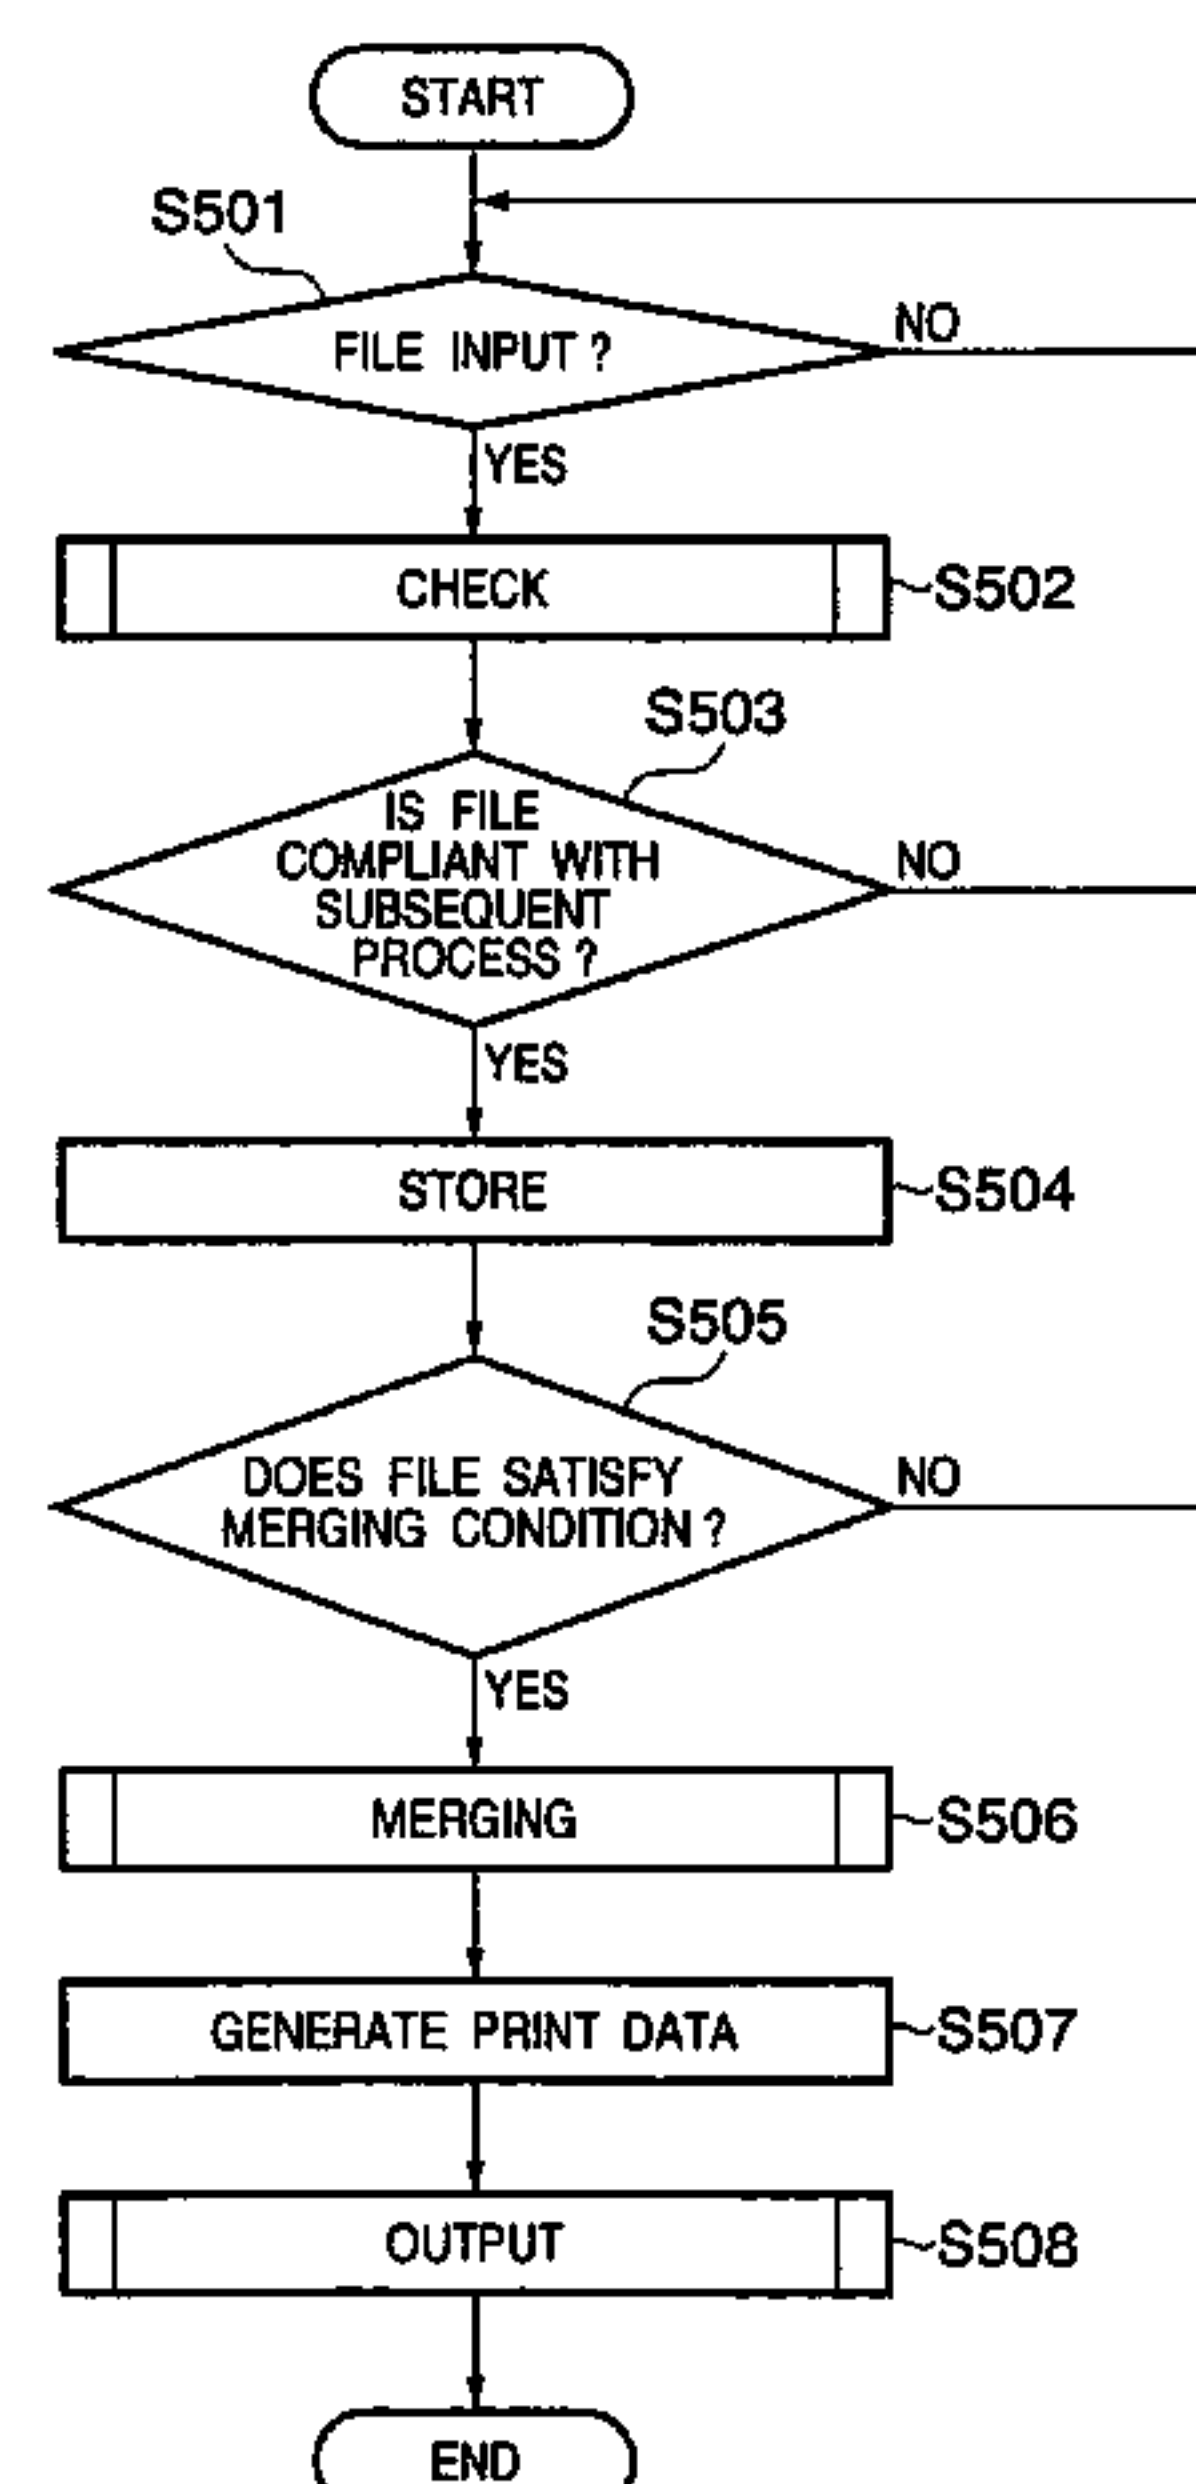 START
S501
FILE INPUT ?
NO
YES
CHECK
S502
S503
IS FILE
COMPLIANT WITH
SUBSEQUENT
PROCESS ?
NO
YES
STORE
S504
S505
DOES FILE SATISFY
MERGING CONDITION ?
NO
YES
MERGING
S506
GENERATE PRINT DATA
S507
OUTPUT
S508
END